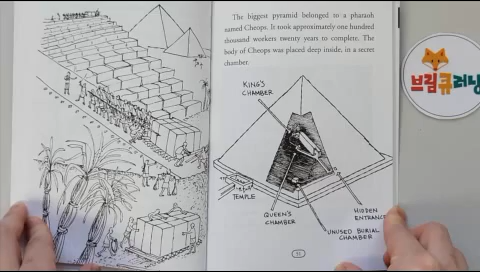 The biggest pyramid belonged to a pharaoh
named Cheops. It took approximately one hundred
thousand workers twenty years to complete. The
body of Cheops was placed deep inside, in a secret
chamber.
KING'S
CHAMBER
브림큐
러닝
TEMPLE
QUEEN'S
CHAMBER
HIDDEN
ENTRANCE
UNUSED BURIAL
CHAMBER